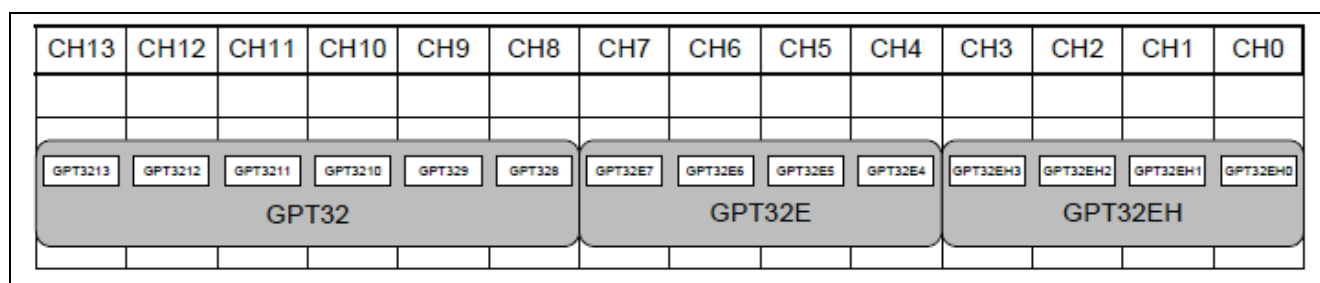 CH13 CH12 CH11 CH10 CH9 CH8 CH7 CH6 CH5 CH4 CH3 CH2 CH1 CH0
GPT3213 GPT3212 GPT3211 GPT3210 GPT329 GPT328 GPT32E7 GPT32E6 GPT32E5 GPT32E4 GPT32EH3 GPT32EH2 GPT32EH1 GPT32EH0
GPT32 GPT32E GPT32EH